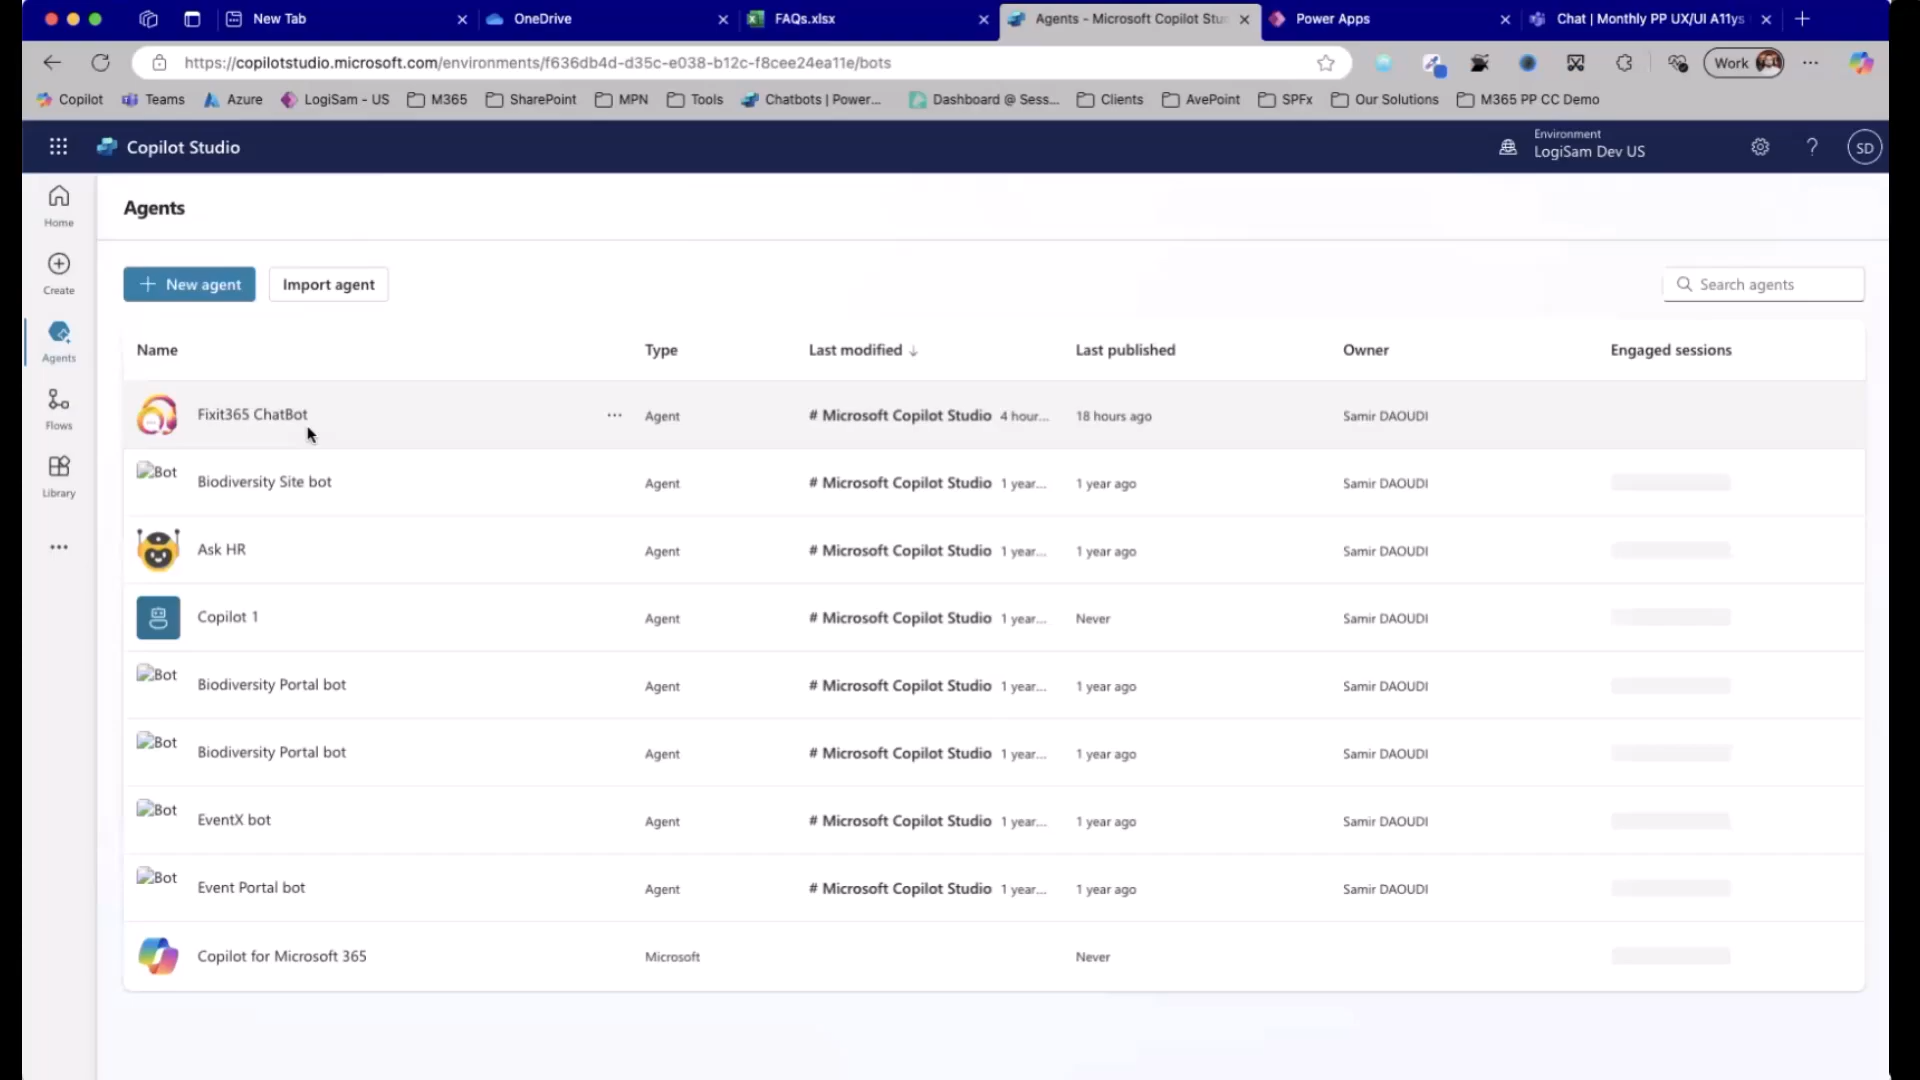 New Tab
OneDrive
FAQs.xlsx
Agents - Microsoft Copilot Stu
Power Apps
Chat | Monthly PP UX/UI A11ys
https://copilotstudio.microsoft.com/environments/f636db4d-d35c-e038-b12c-f8cee24ea11e/bots
Work
Copilot
Teams
Azure
LogiSam - US
M365
SharePoint
MPN
Tools
Chatbots | Power...
Dashboard @ Sess...
Clients
AvePoint
SPFx
Our Solutions
M365 PP CC Demo
Copilot Studio
Environment
LogiSam Dev US
?
SD
Home
Create
Agents
Flows
Library
Agents
New agent
Import agent
Search agents
Name Type Last modified ↓ Last published Owner Engaged sessions
Fixit365 ChatBot ... Agent # Microsoft Copilot Studio 4 hour... 18 hours ago Samir DAOUDI
Bot Biodiversity Site bot Agent # Microsoft Copilot Studio 1 year... 1 year ago Samir DAOUDI
Ask HR Agent # Microsoft Copilot Studio 1 year... 1 year ago Samir DAOUDI
Copilot 1 Agent # Microsoft Copilot Studio 1 year... Never Samir DAOUDI
Bot Biodiversity Portal bot Agent # Microsoft Copilot Studio 1 year... 1 year ago Samir DAOUDI
Bot Biodiversity Portal bot Agent # Microsoft Copilot Studio 1 year... 1 year ago Samir DAOUDI
Bot EventX bot Agent # Microsoft Copilot Studio 1 year... 1 year ago Samir DAOUDI
Bot Event Portal bot Agent # Microsoft Copilot Studio 1 year... 1 year ago Samir DAOUDI
Copilot for Microsoft 365 Microsoft Never